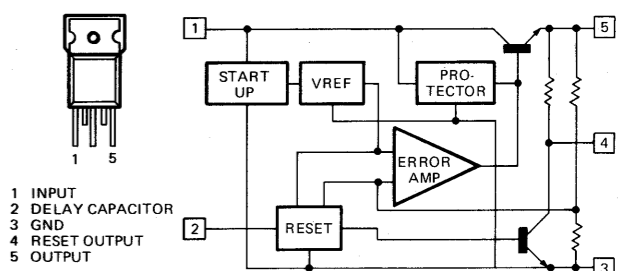 1 5
1 INPUT
2 DELAY CAPACITOR
3 GND
4 RESET OUTPUT
5 OUTPUT
1
5
START
UP
VREF
PRO-
TECTOR
4
ERROR
AMP
2
RESET
3